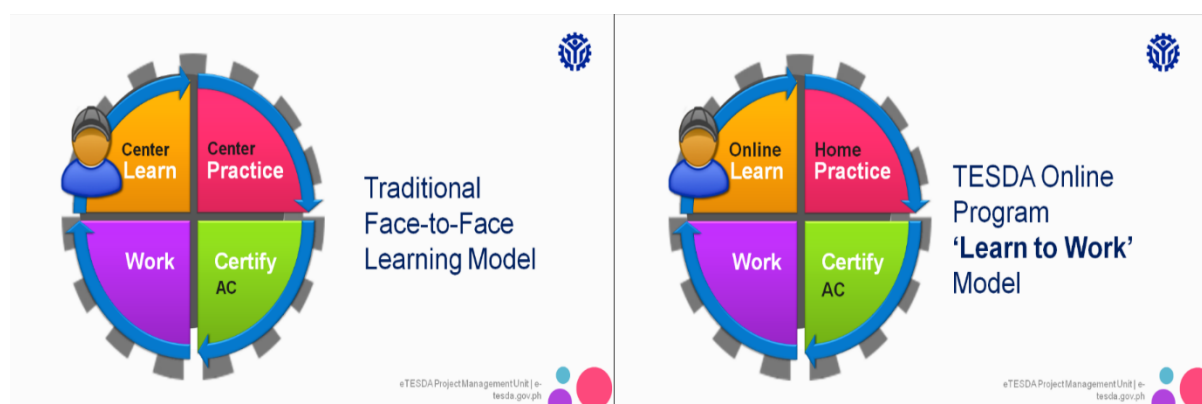 Center
Learn
Center
Practice
Work
Certify
AC
Traditional
Face-to-Face
Learning Model
eTESDA Project Management Unit | e-
tesda.gov.ph
Online
Learn
Home
Practice
Work
Certify
AC
TESDA Online
Program
‘Learn to Work’
Model
eTESDA Project Management Unit | e-
tesda.gov.ph